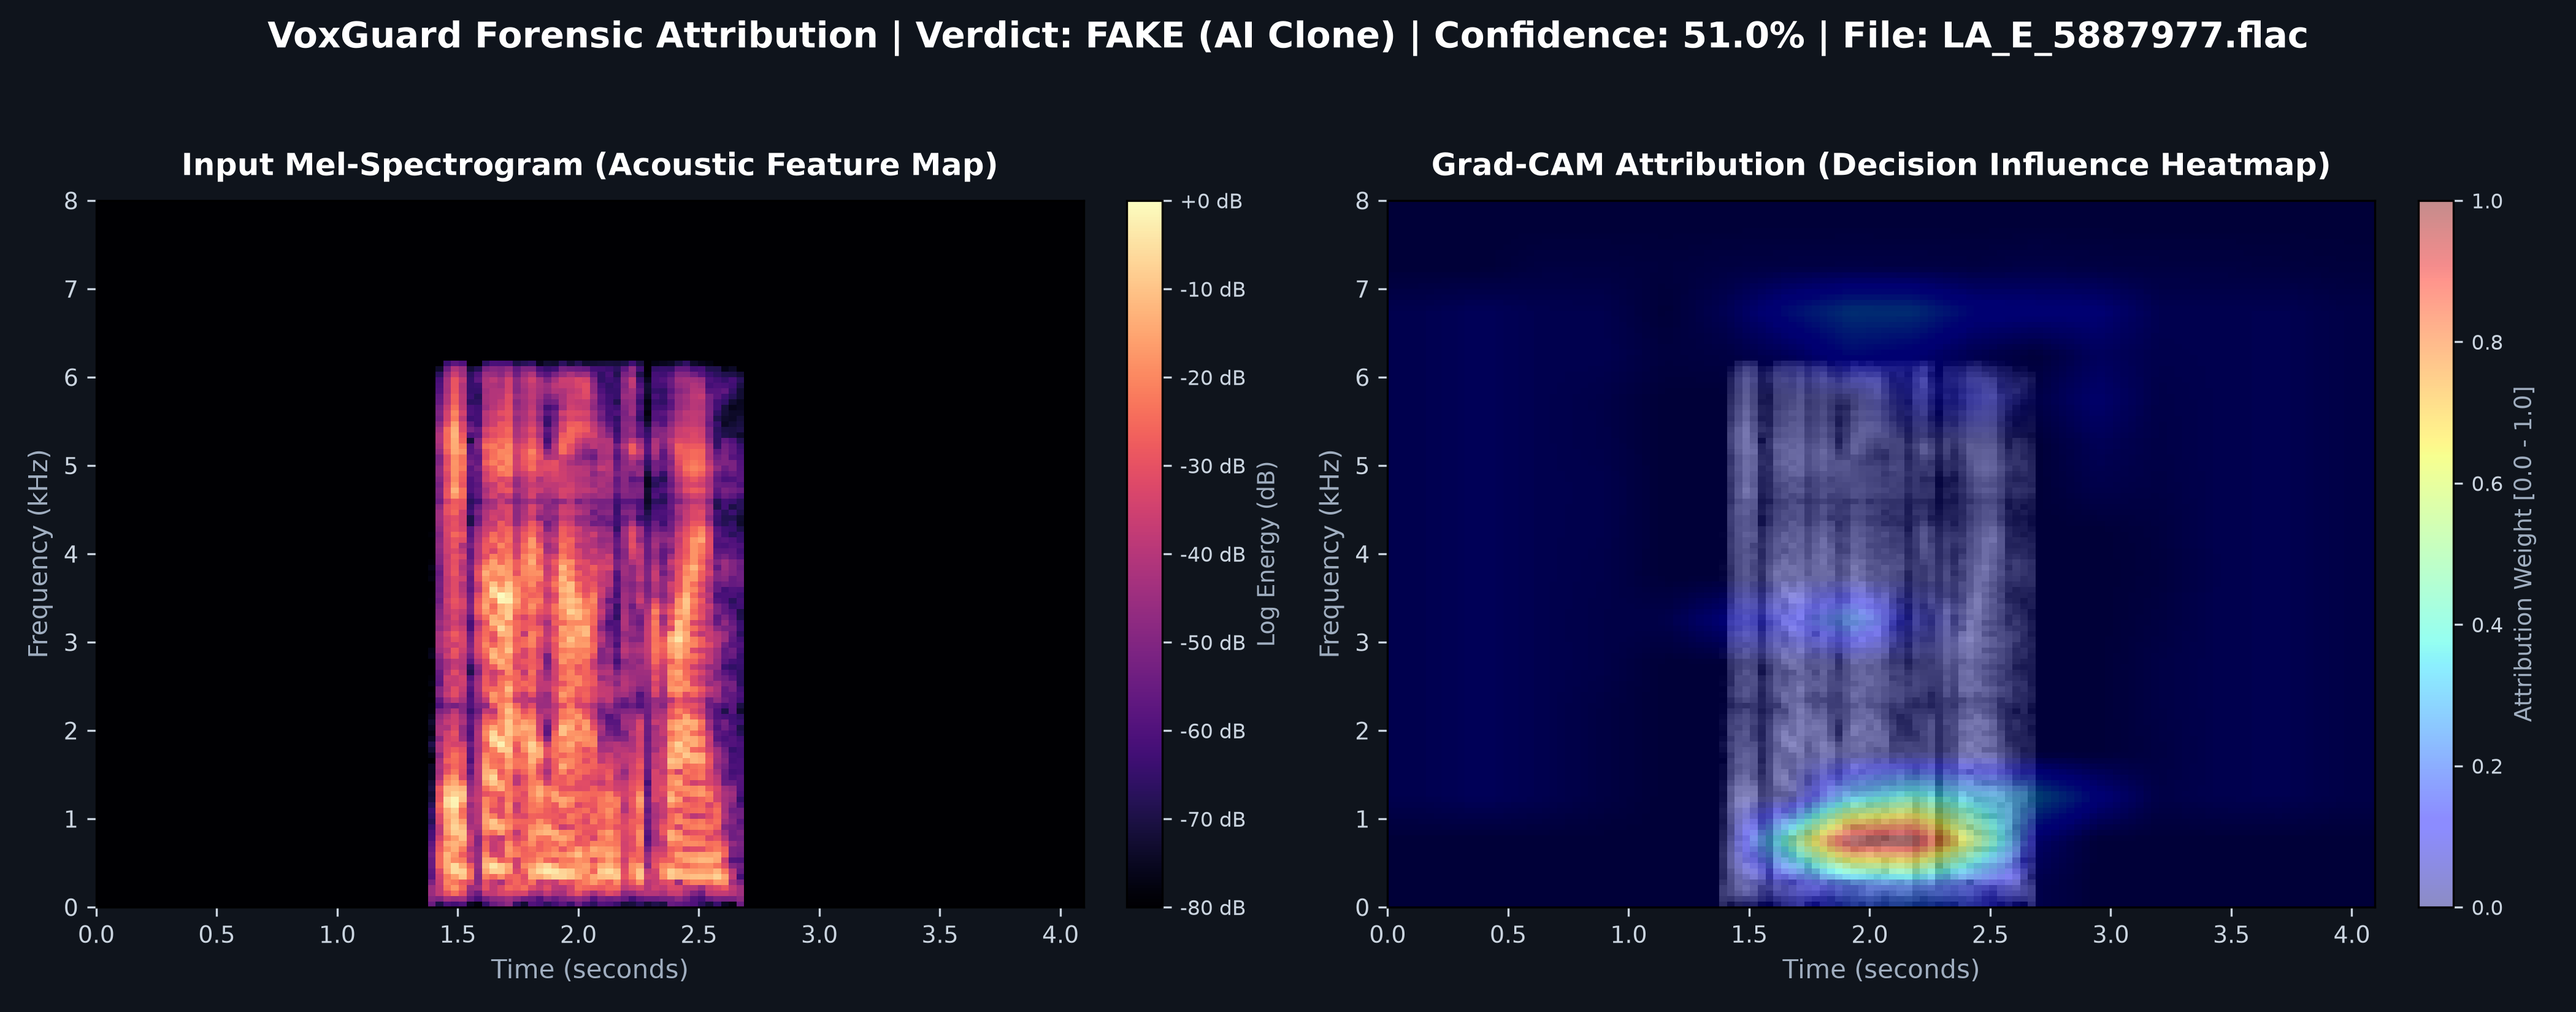 VoxGuard Forensic Attribution | Verdict: FAKE (AI Clone) | Confidence: 51.0% | File: LA_E_5887977.flac
Input Mel-Spectrogram (Acoustic Feature Map)
8
7
6
5
4
3
2
1
0
Frequency (kHz)
0.0 0.5 1.0 1.5 2.0 2.5 3.0 3.5 4.0
Time (seconds)
+0 dB
-10 dB
-20 dB
-30 dB
-40 dB
-50 dB
-60 dB
-70 dB
-80 dB
Log Energy (dB)
Grad-CAM Attribution (Decision Influence Heatmap)
8
7
6
5
4
3
2
1
0
Frequency (kHz)
0.0 0.5 1.0 1.5 2.0 2.5 3.0 3.5 4.0
Time (seconds)
1.0
0.8
0.6
0.4
0.2
0.0
Attribution Weight [0.0 - 1.0]